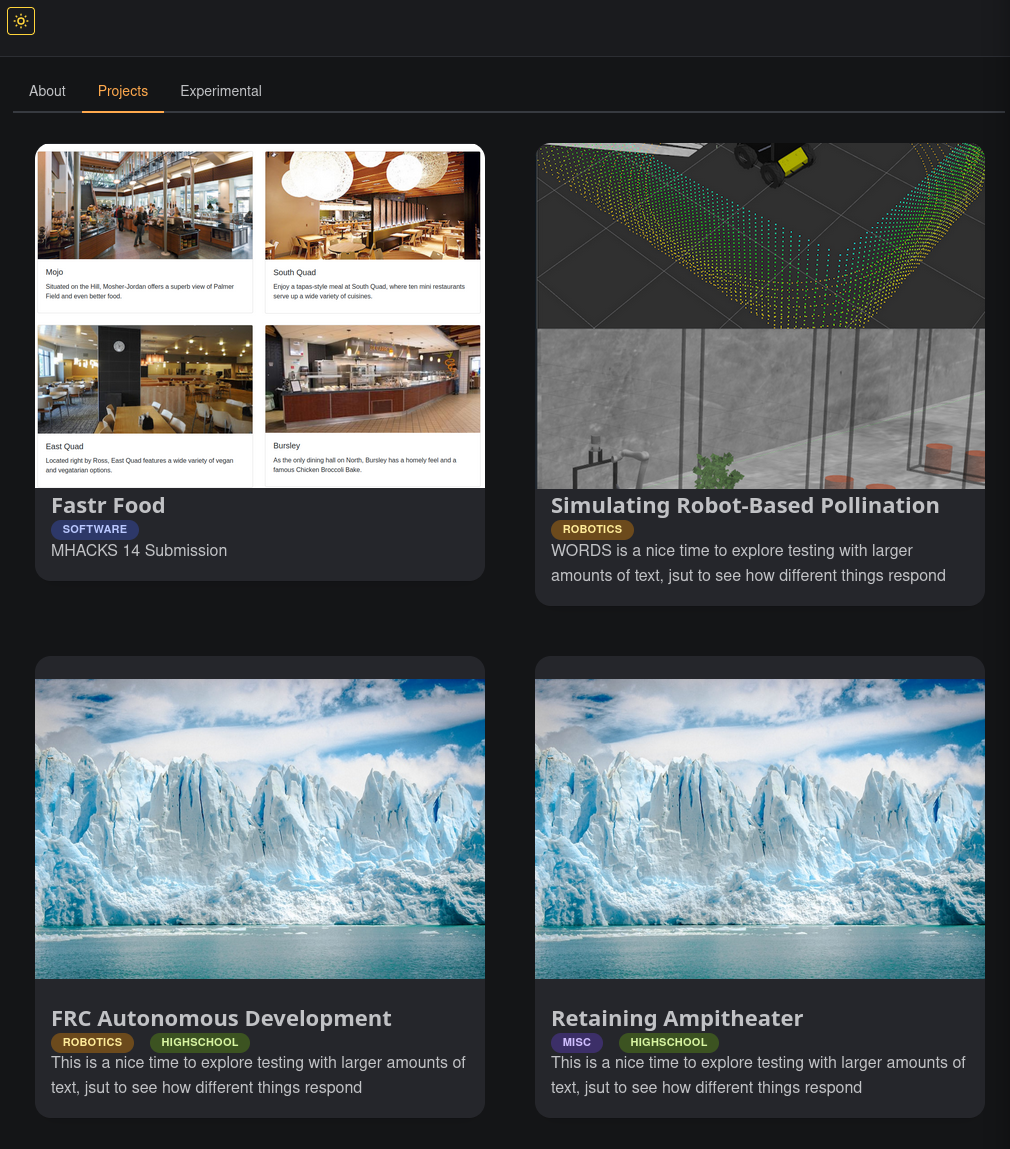 About
Projects
Experimental
Mojo
Situated on the Hill, Mosher-Jordan offers a superb view of Palmer
Field and even better food.
South Quad
Enjoy a tapas-style meal at South Quad, where ten mini restaurants
serve up a wide variety of cuisines.
East Quad
Located right by Ross, East Quad features a wide variety of vegan
and vegatarian options.
Bursley
As the only dining hall on North, Bursley has a homely feel and a
famous Chicken Broccoli Bake.
Fastr Food
SOFTWARE
MHACKS 14 Submission
Simulating Robot-Based Pollination
ROBOTICS
WORDS is a nice time to explore testing with larger
amounts of text, jsut to see how different things respond
FRC Autonomous Development
ROBOTICS
HIGHSCHOOL
This is a nice time to explore testing with larger amounts of
text, jsut to see how different things respond
Retaining Ampitheater
MISC
HIGHSCHOOL
This is a nice time to explore testing with larger amounts of
text, jsut to see how different things respond